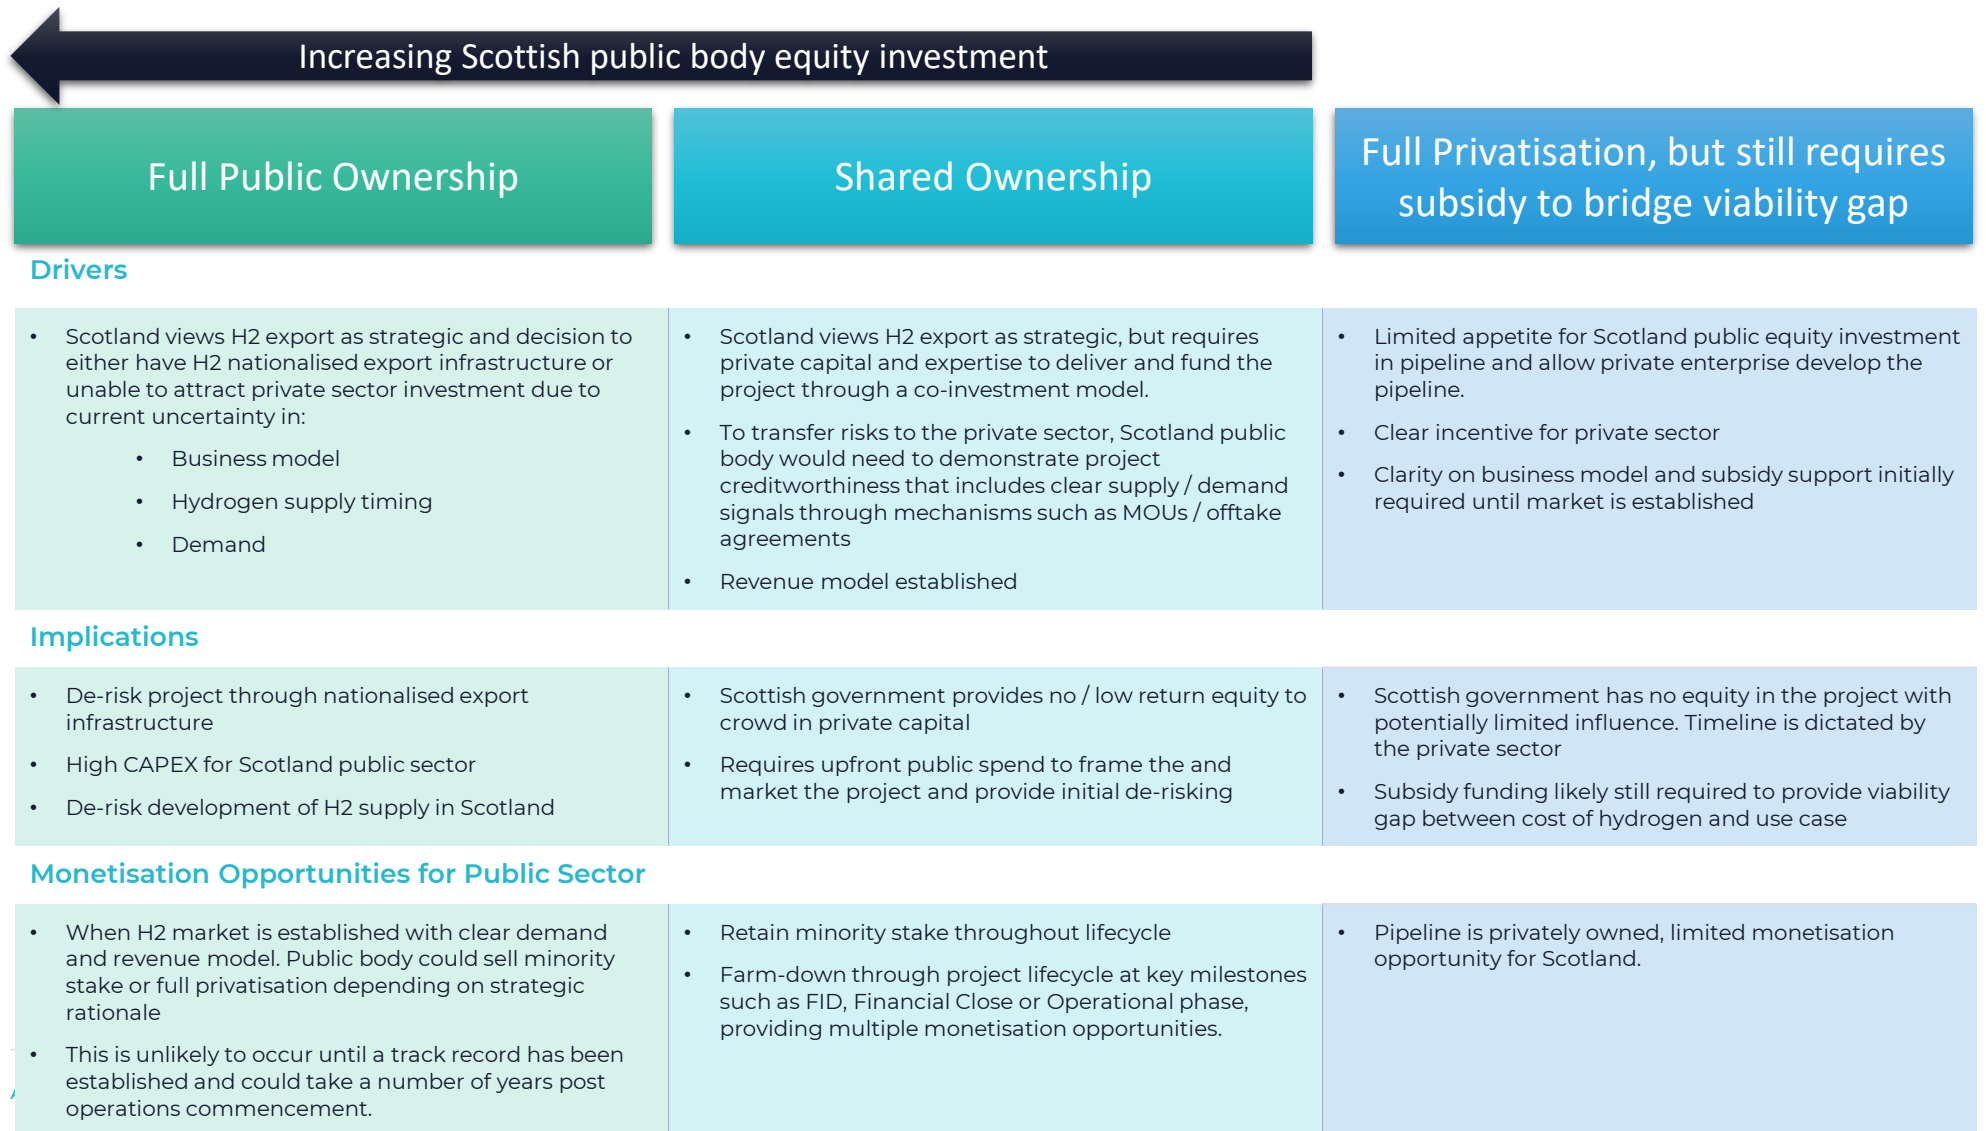 Increasing Scottish public body equity investment
Full Public Ownership
Shared Ownership
Full Privatisation, but still requires
subsidy to bridge viability gap
Drivers
• Scotland views H2 export as strategic and decision to
either have H2 nationalised export infrastructure or
unable to attract private sector investment due to
current uncertainty in:
• Business model
• Hydrogen supply timing
• Demand
• Scotland views H2 export as strategic, but requires
private capital and expertise to deliver and fund the
project through a co-investment model.
• To transfer risks to the private sector, Scotland public
body would need to demonstrate project
creditworthiness that includes clear supply / demand
signals through mechanisms such as MOUs / offtake
agreements
• Revenue model established
• Limited appetite for Scotland public equity investment
in pipeline and allow private enterprise develop the
pipeline.
• Clear incentive for private sector
• Clarity on business model and subsidy support initially
required until market is established
Implications
• De-risk project through nationalised export
infrastructure
• High CAPEX for Scotland public sector
• De-risk development of H2 supply in Scotland
• Scottish government provides no / low return equity to
crowd in private capital
• Requires upfront public spend to frame the and
market the project and provide initial de-risking
• Scottish government has no equity in the project with
potentially limited influence. Timeline is dictated by
the private sector
• Subsidy funding likely still required to provide viability
gap between cost of hydrogen and use case
Monetisation Opportunities for Public Sector
• When H2 market is established with clear demand
and revenue model. Public body could sell minority
stake or full privatisation depending on strategic
rationale
• This is unlikely to occur until a track record has been
established and could take a number of years post
operations commencement.
• Retain minority stake throughout lifecycle
• Farm-down through project lifecycle at key milestones
such as FID, Financial Close or Operational phase,
providing multiple monetisation opportunities.
• Pipeline is privately owned, limited monetisation
opportunity for Scotland.